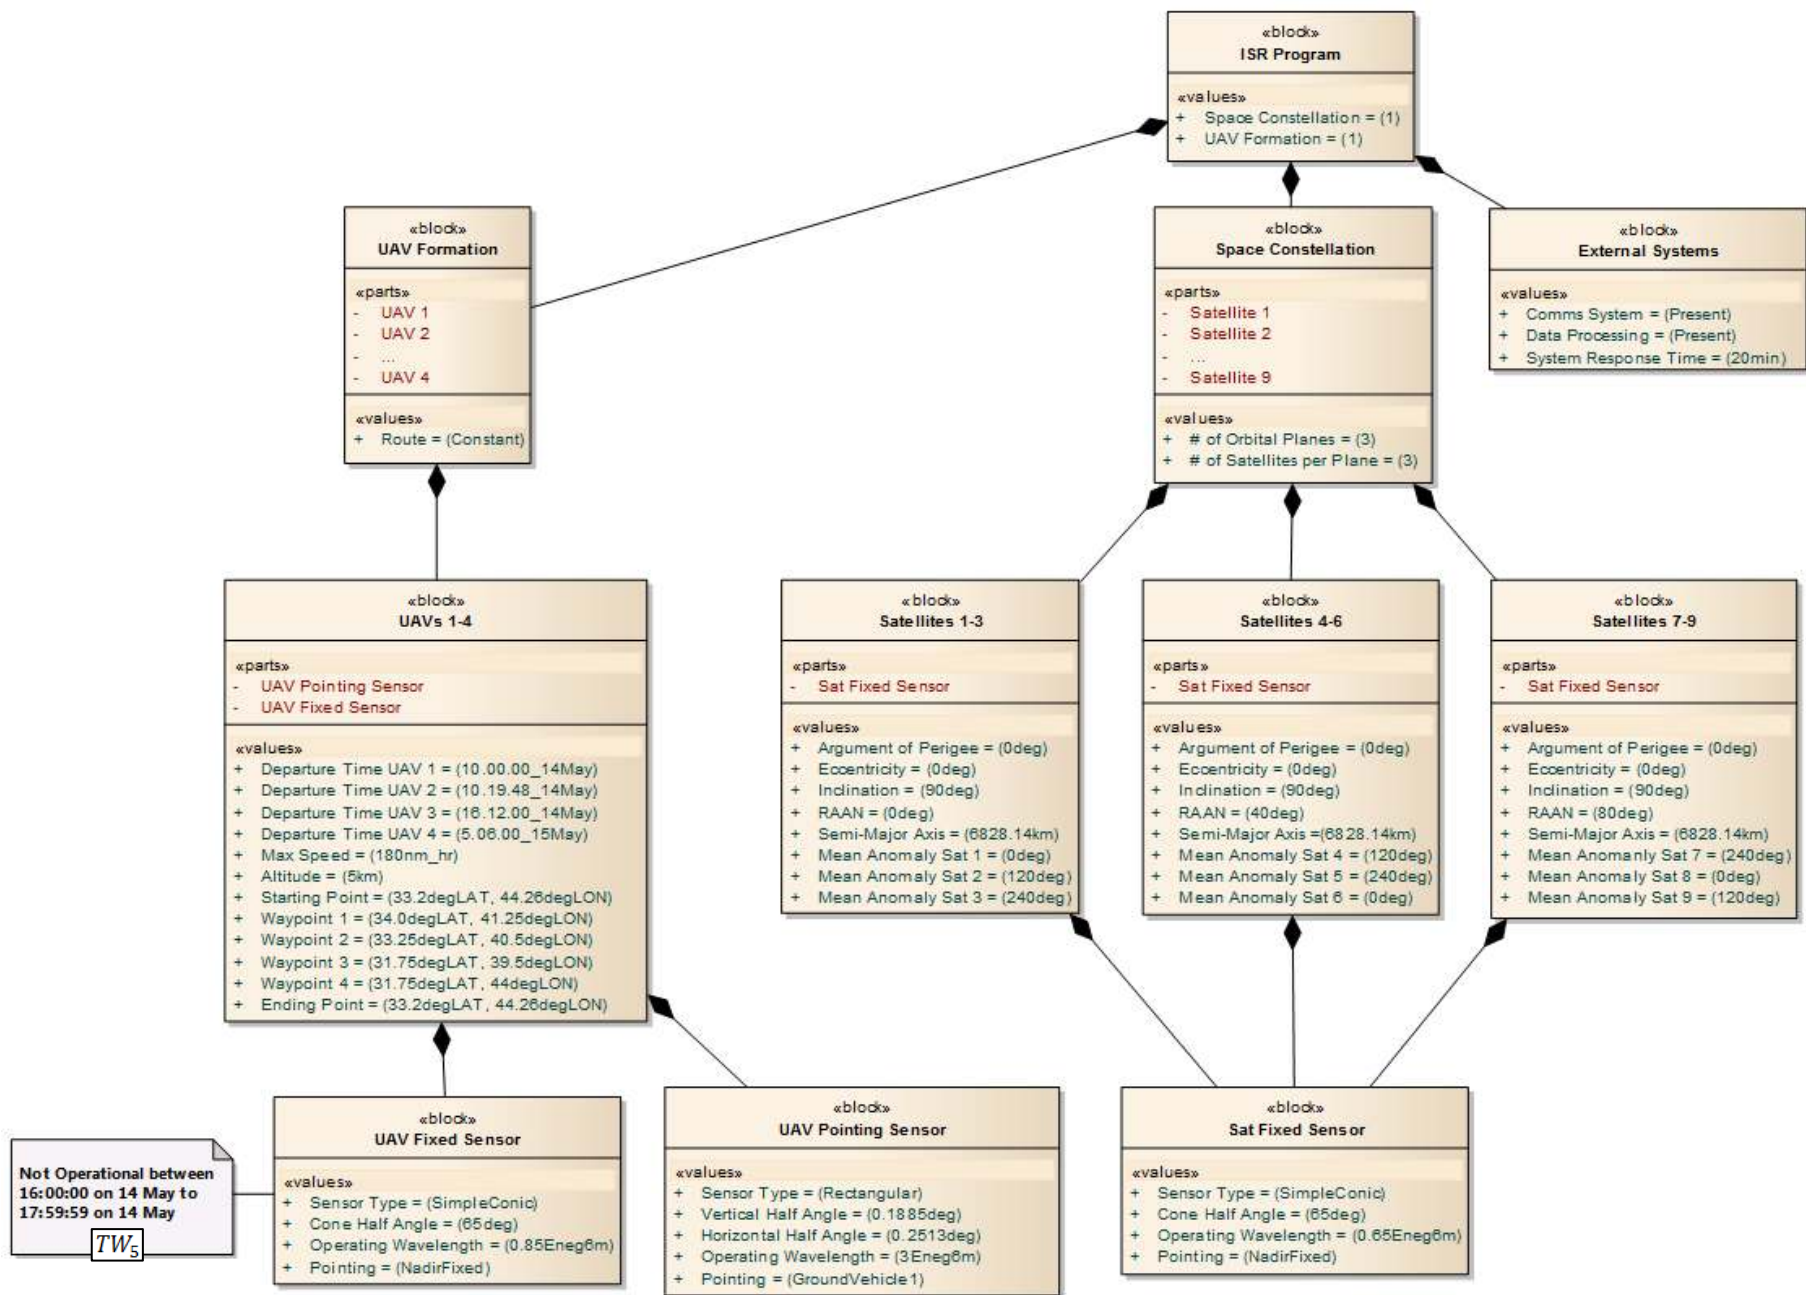 «block»
ISR Program
«values»
+ Space Constellation = (1)
+ UAV Formation = (1)
«block»
UAV Formation
«parts»
- UAV 1
- UAV 2
- ...
- UAV 4
«values»
+ Route = (Constant)
«block»
Space Constellation
«parts»
- Satellite 1
- Satellite 2
- ...
- Satellite 9
«values»
+ # of Orbital Planes = (3)
+ # of Satellites per Plane = (3)
«block»
External Systems
«values»
+ Comms System = (Present)
+ Data Processing = (Present)
+ System Response Time = (20min)
«block»
UAVs 1-4
«parts»
- UAV Pointing Sensor
- UAV Fixed Sensor
«values»
+ Departure Time UAV 1 = (10.00.00_14May)
+ Departure Time UAV 2 = (10.19.48_14May)
+ Departure Time UAV 3 = (16.12.00_14May)
+ Departure Time UAV 4 = (5.06.00_15May)
+ Max Speed = (180nm_hr)
+ Altitude = (5km)
+ Starting Point = (33.2degLAT, 44.26degLON)
+ Waypoint 1 = (34.0degLAT, 41.25degLON)
+ Waypoint 2 = (33.25degLAT, 40.5degLON)
+ Waypoint 3 = (31.75degLAT, 39.5degLON)
+ Waypoint 4 = (31.75degLAT, 44degLON)
+ Ending Point = (33.2degLAT, 44.26degLON)
«block»
Satellites 1-3
«parts»
- Sat Fixed Sensor
«values»
+ Argument of Perigee = (0deg)
+ Eccentricity = (0deg)
+ Inclination = (90deg)
+ RAAN = (0deg)
+ Semi-Major Axis = (6828.14km)
+ Mean Anomaly Sat 1 = (0deg)
+ Mean Anomaly Sat 2 = (120deg)
+ Mean Anomaly Sat 3 = (240deg)
«block»
Satellites 4-6
«parts»
- Sat Fixed Sensor
«values»
+ Argument of Perigee = (0deg)
+ Eccentricity = (0deg)
+ Inclination = (90deg)
+ RAAN = (40deg)
+ Semi-Major Axis =(6828.14km)
+ Mean Anomaly Sat 4 = (120deg)
+ Mean Anomaly Sat 5 = (240deg)
+ Mean Anomaly Sat 6 = (0deg)
«block»
Satellites 7-9
«parts»
- Sat Fixed Sensor
«values»
+ Argument of Perigee = (0deg)
+ Eccentricity = (0deg)
+ Inclination = (90deg)
+ RAAN = (80deg)
+ Semi-Major Axis = (6828.14km)
+ Mean Anomanly Sat 7 = (240deg)
+ Mean Anomaly Sat 8 = (0deg)
+ Mean Anomaly Sat 9 = (120deg)
Not Operational between
16:00:00 on 14 May to
17:59:59 on 14 May
TW₅
«block»
UAV Fixed Sensor
«values»
+ Sensor Type = (SimpleConic)
+ Cone Half Angle = (65deg)
+ Operating Wavelength = (0.85Eneg6m)
+ Pointing = (NadirFixed)
«block»
UAV Pointing Sensor
«values»
+ Sensor Type = (Rectangular)
+ Vertical Half Angle = (0.1885deg)
+ Horizontal Half Angle = (0.2513deg)
+ Operating Wavelength = (3Eneg6m)
+ Pointing = (GroundVehicle1)
«block»
Sat Fixed Sensor
«values»
+ Sensor Type = (SimpleConic)
+ Cone Half Angle = (65deg)
+ Operating Wavelength = (0.65Eneg6m)
+ Pointing = (NadirFixed)